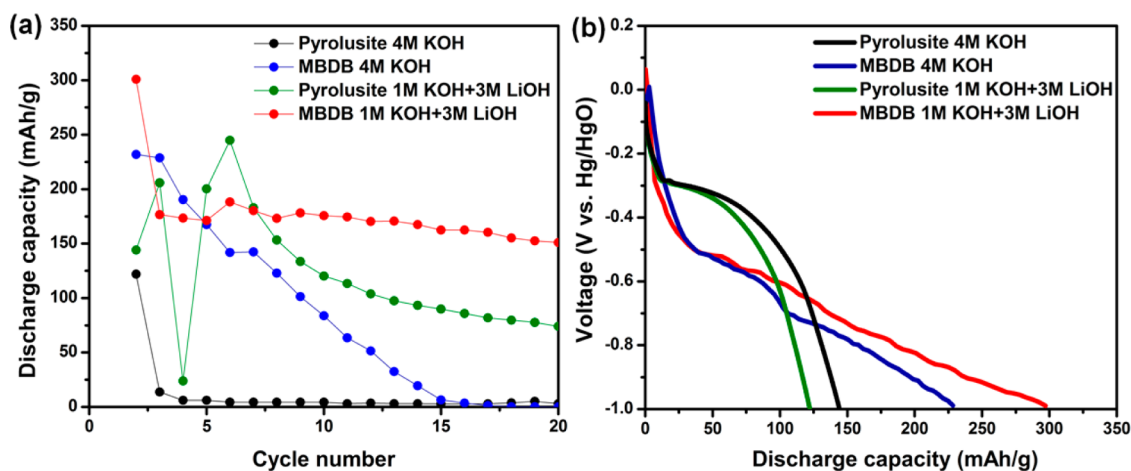 (a)
350
300
250
200
150
100
50
0
Discharge capacity (mAh/g)
Pyrolusite 4M KOH
MBDB 4M KOH
Pyrolusite 1M KOH+3M LiOH
MBDB 1M KOH+3M LiOH
0 5 10 15 20
Cycle number
(b)
0.2
0.0
-0.2
-0.4
-0.6
-0.8
-1.0
Voltage (V vs. Hg/HgO)
Pyrolusite 4M KOH
MBDB 4M KOH
Pyrolusite 1M KOH+3M LiOH
MBDB 1M KOH+3M LiOH
0 50 100 150 200 250 300 350
Discharge capacity (mAh/g)